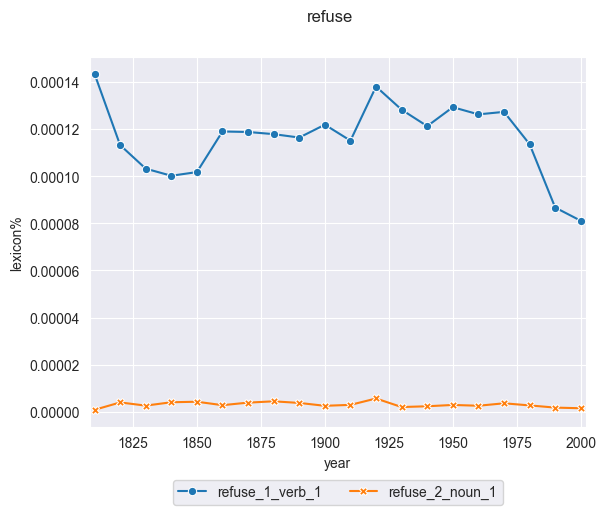 refuse
0.00014
0.00012
0.00010
0.00008
0.00006
0.00004
0.00002
0.00000
lexicon%
1825 1850 1875 1900 1925 1950 1975 2000
year
refuse_1_verb_1 refuse_2_noun_1